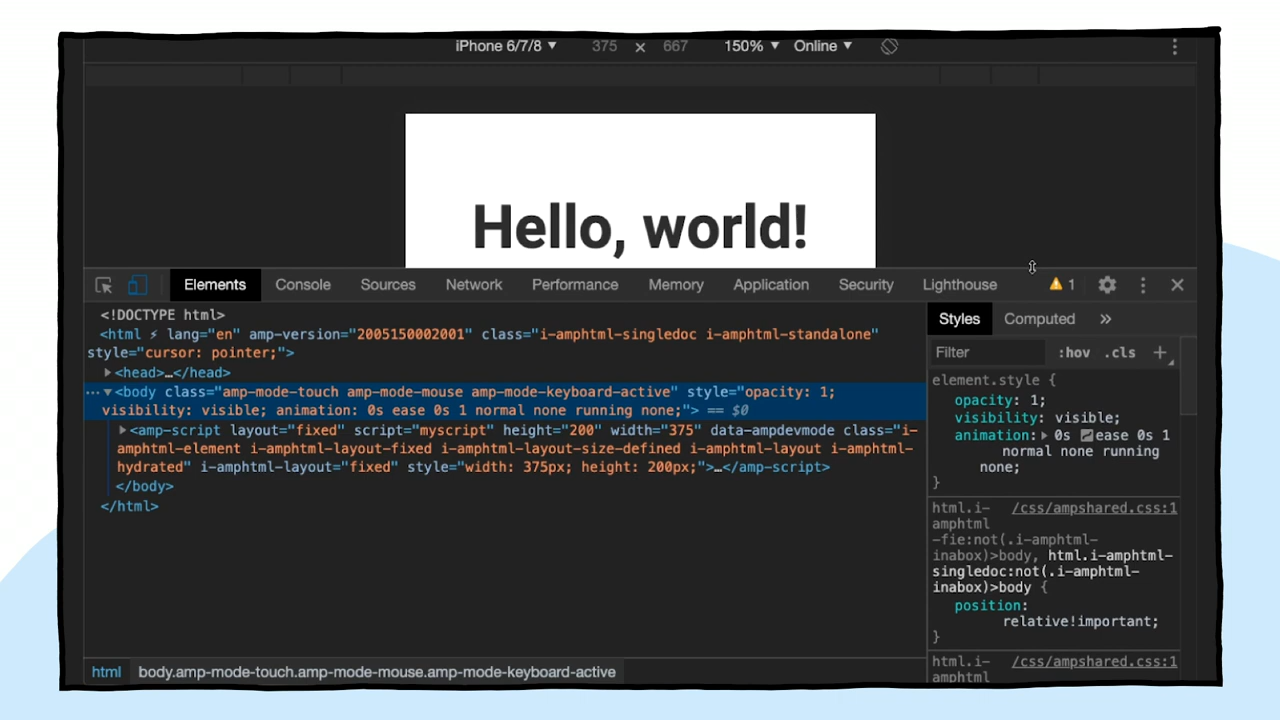 iPhone 6/7/8 ▼ 375 × 667 150% ▼ Online ▼
Hello, world!
Elements Console Sources Network Performance Memory Application Security Lighthouse 1
<!DOCTYPE html>
<html ⚡ lang="en" amp-version="2005150002001" class="i-amphtml-singledoc i-amphtml-standalone"
style="cursor: pointer;">
<head>…</head>
<body class="amp-mode-touch amp-mode-mouse amp-mode-keyboard-active" style="opacity: 1;
visibility: visible; animation: 0s ease 0s 1 normal none running none;"> == $0
<amp-script layout="fixed" script="myscript" height="200" width="375" data-ampdevmode class="i-
amphtml-element i-amphtml-layout-fixed i-amphtml-layout-size-defined i-amphtml-layout i-amphtml-
hydrated" i-amphtml-layout="fixed" style="width: 375px; height: 200px;">…</amp-script>
</body>
</html>
html body.amp-mode-touch.amp-mode-mouse.amp-mode-keyboard-active
Styles Computed »
Filter :hov .cls +
element.style {
opacity: 1;
visibility: visible;
animation: 0s ease 0s 1
normal none running
none;
}
html.i- /css/ampshared.css:1
amphtml
-fie:not(.i-amphtml-
inabox)>body, html.i-amphtml-
singledoc:not(.i-amphtml-
inabox)>body {
position:
relative!important;
}
html.i- /css/ampshared.css:1
amphtml